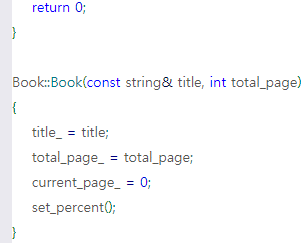 return 0;
}
Book::Book(const string& title, int total_page)
{
title_ = title;
total_page_ = total_page;
current_page_ = 0;
set_percent();
}